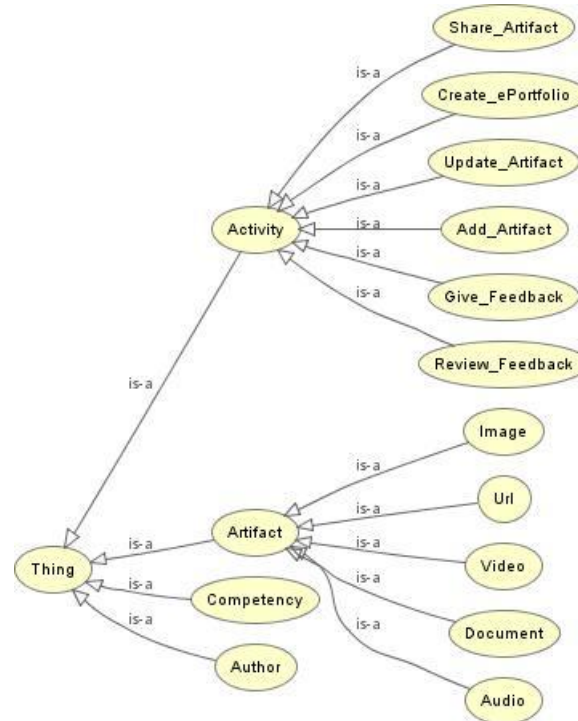 Share_Artifact
is-a
Create_ePortfolio
is-a
Update_Artifact
is-a
Activity
is-a
Add_Artifact
is-a
Give_Feedback
is-a
Review_Feedback
is-a
Image
is-a
Url
is-a
Artifact
is-a
is-a
Video
Thing
is-a
Competency
is-a
Document
is-a
Author
is-a
Audio